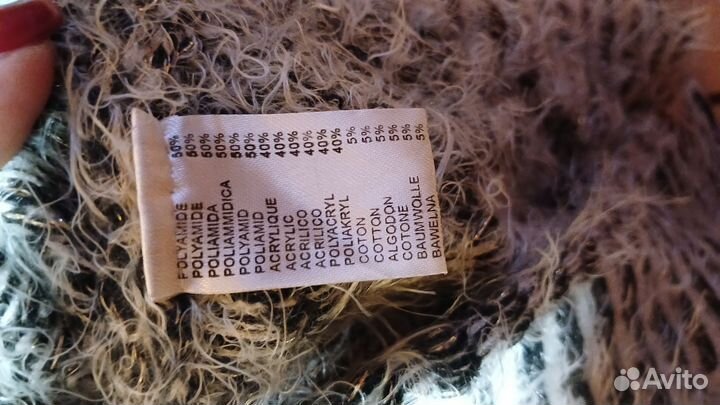 POLYAMIDE 50%
POLYAMIDE 50%
POLIAMIDA 50%
POLIAMMIDICA 50%
POLYAMID 50%
POLIAMID 50%
ACRYLIQUE 40%
ACRYLIC 40%
ACRILICO 40%
ACRILICO 40%
POLYACRYL 40%
POLIAKRYL 40%
COTON 5%
COTTON 5%
ALGODON 5%
COTONE 5%
BAUMWOLLE 5%
BAWELNA 5%
Avito